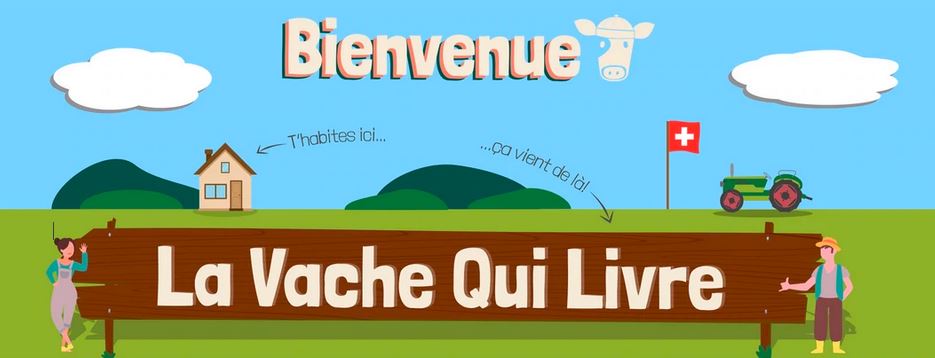 Bienvenue
T'habites ici...
...ça vient de là!
La Vache Qui Livre